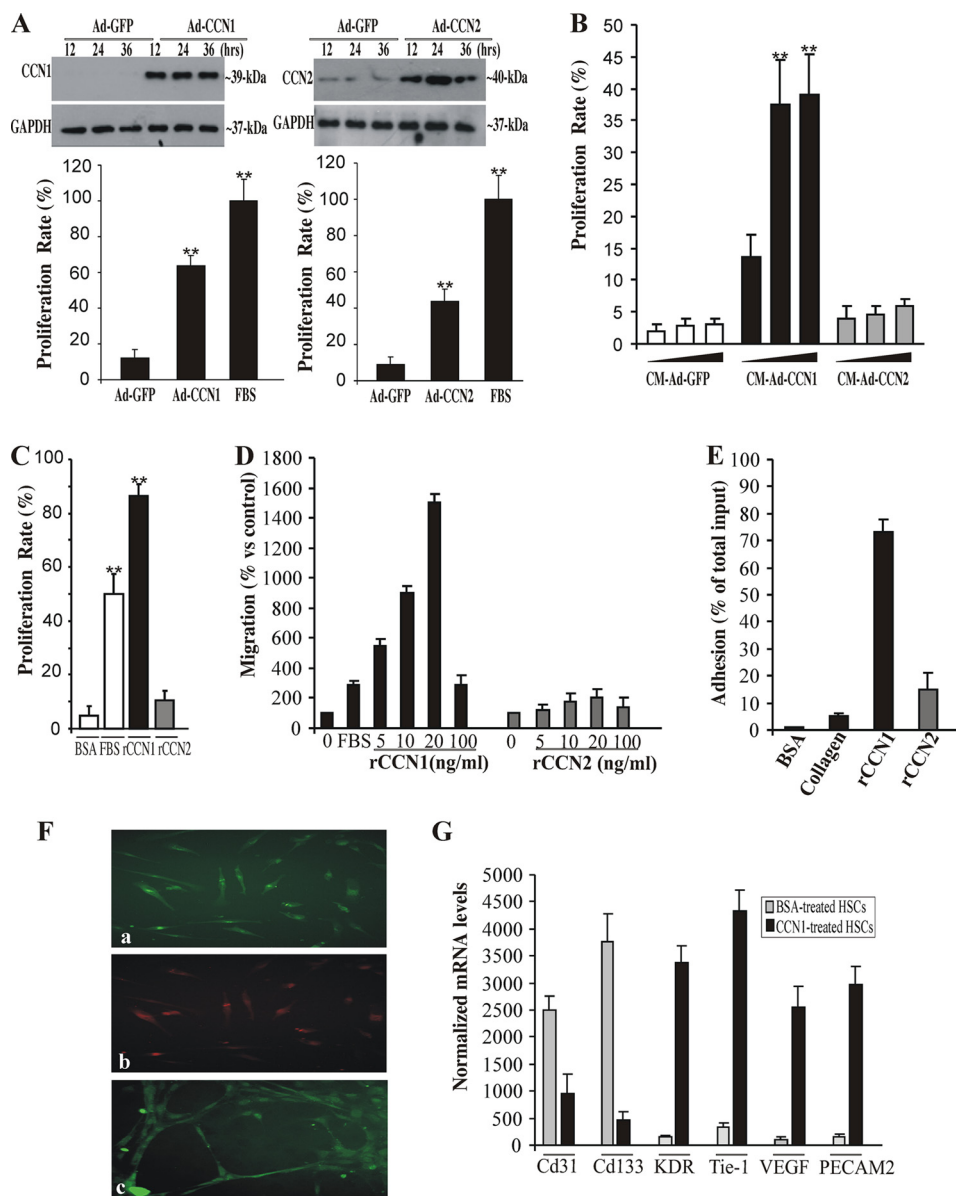 A
Ad-GFP Ad-CCN1
12 24 36 12 24 36 (hrs)
CCN1 ~39-kDa
GAPDH ~37-kDa
Ad-GFP Ad-CCN2
12 24 36 12 24 36 (hrs)
CCN2 ~40-kDa
GAPDH ~37-kDa
Proliferation Rate (%)
120
100
80
60
40
20
0
**
**
Ad-GFP Ad-CCN1 FBS
Proliferation Rate (%)
120
100
80
60
40
20
0
**
**
Ad-GFP Ad-CCN2 FBS
B
Proliferation Rate (%)
50
45
40
35
30
25
20
15
10
5
0
** **
CM-Ad-GFP CM-Ad-CCN1 CM-Ad-CCN2
C
Proliferation Rate (%)
100
80
60
40
20
0
**
**
BSA FBS rCCN1 rCCN2
D
Migration (% vs control)
1800
1600
1400
1200
1000
800
600
400
200
0
0 FBS 5 10 20 100 0 5 10 20 100
rCCN1(ng/ml) rCCN2 (ng/ml)
E
Adhesion (% of total input)
100
90
80
70
60
50
40
30
20
10
0
BSA Collagen rCCN1 rCCN2
F
a
b
c
G
Normalized mRNA levels
5000
4500
4000
3500
3000
2500
2000
1500
1000
500
0
BSA-treated HSCs
CCN1-treated HSCs
Cd31 Cd133 KDR Tie-1 VEGF PECAM2